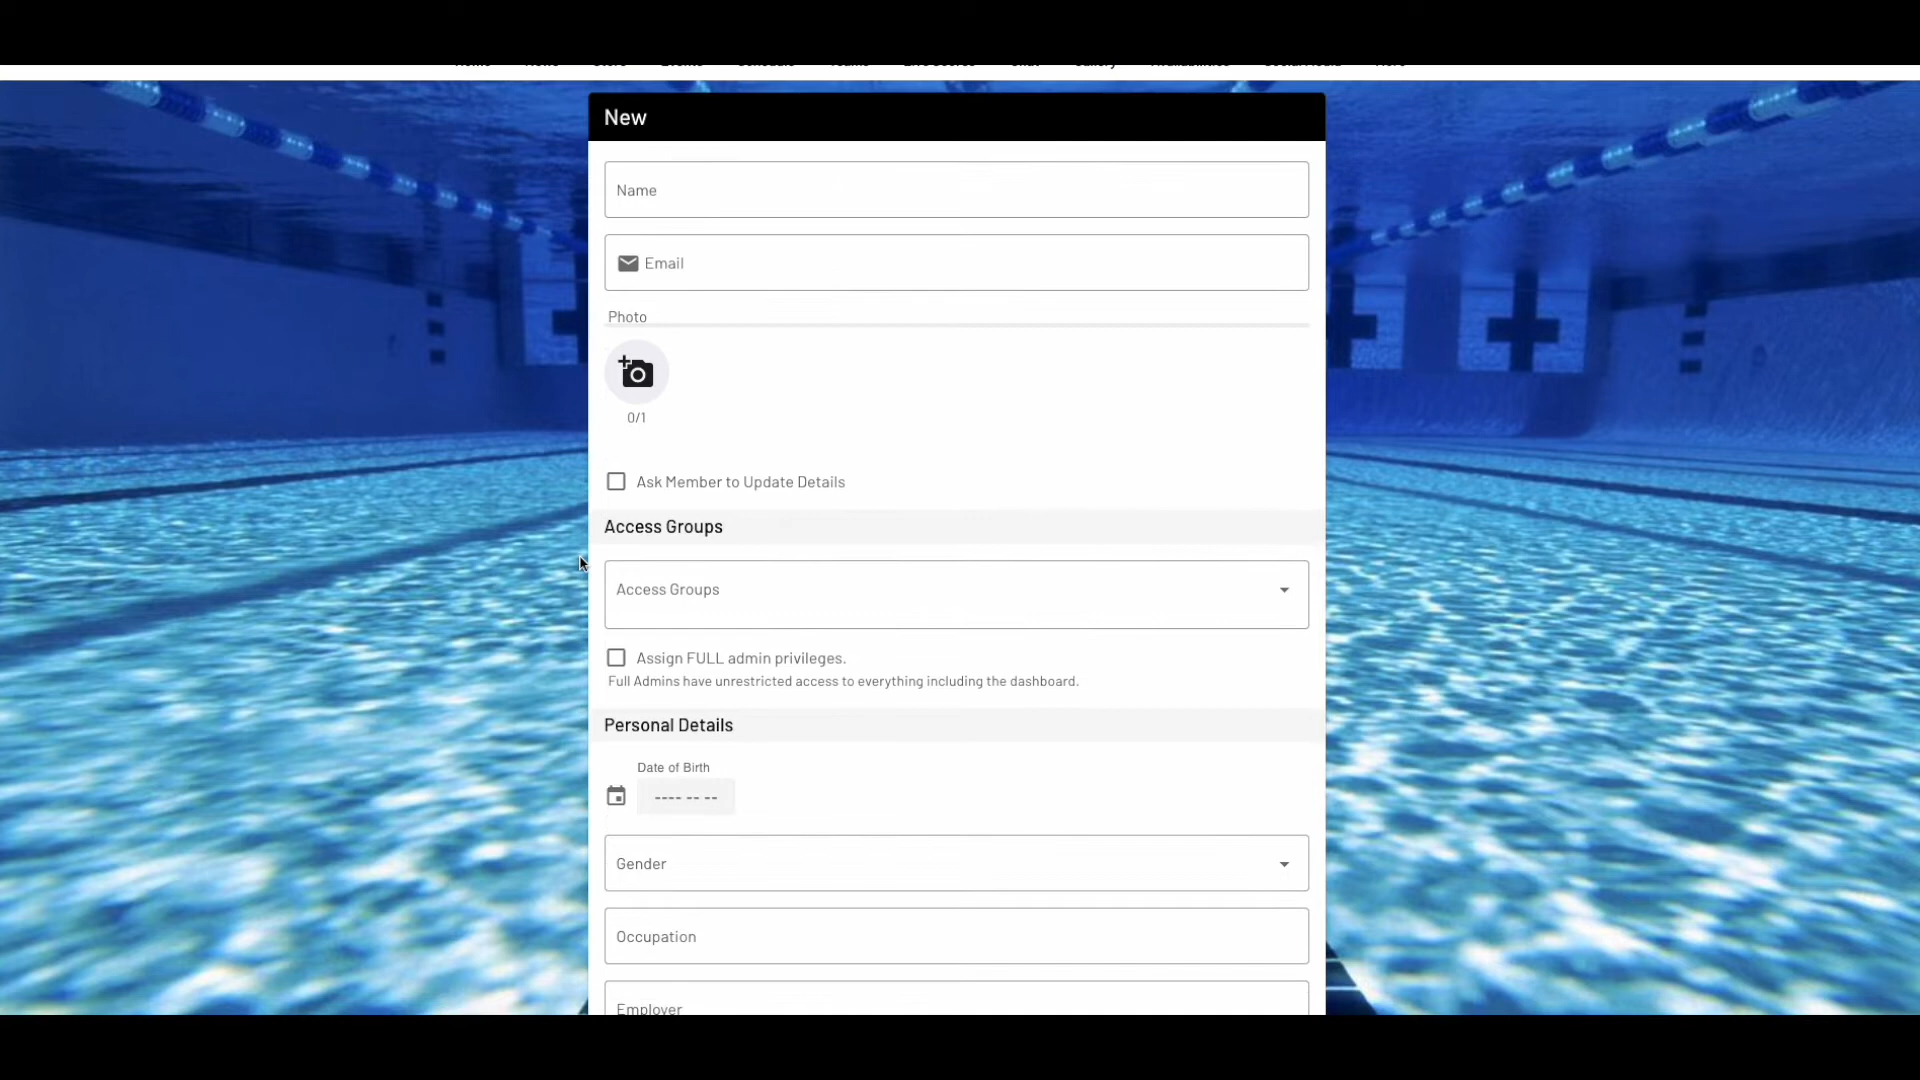 New
Name
Email
Photo
0/1
Ask Member to Update Details
Access Groups
Access Groups
Assign FULL admin privileges.
Full Admins have unrestricted access to everything including the dashboard.
Personal Details
Date of Birth
---- -- --
Gender
Occupation
Employer